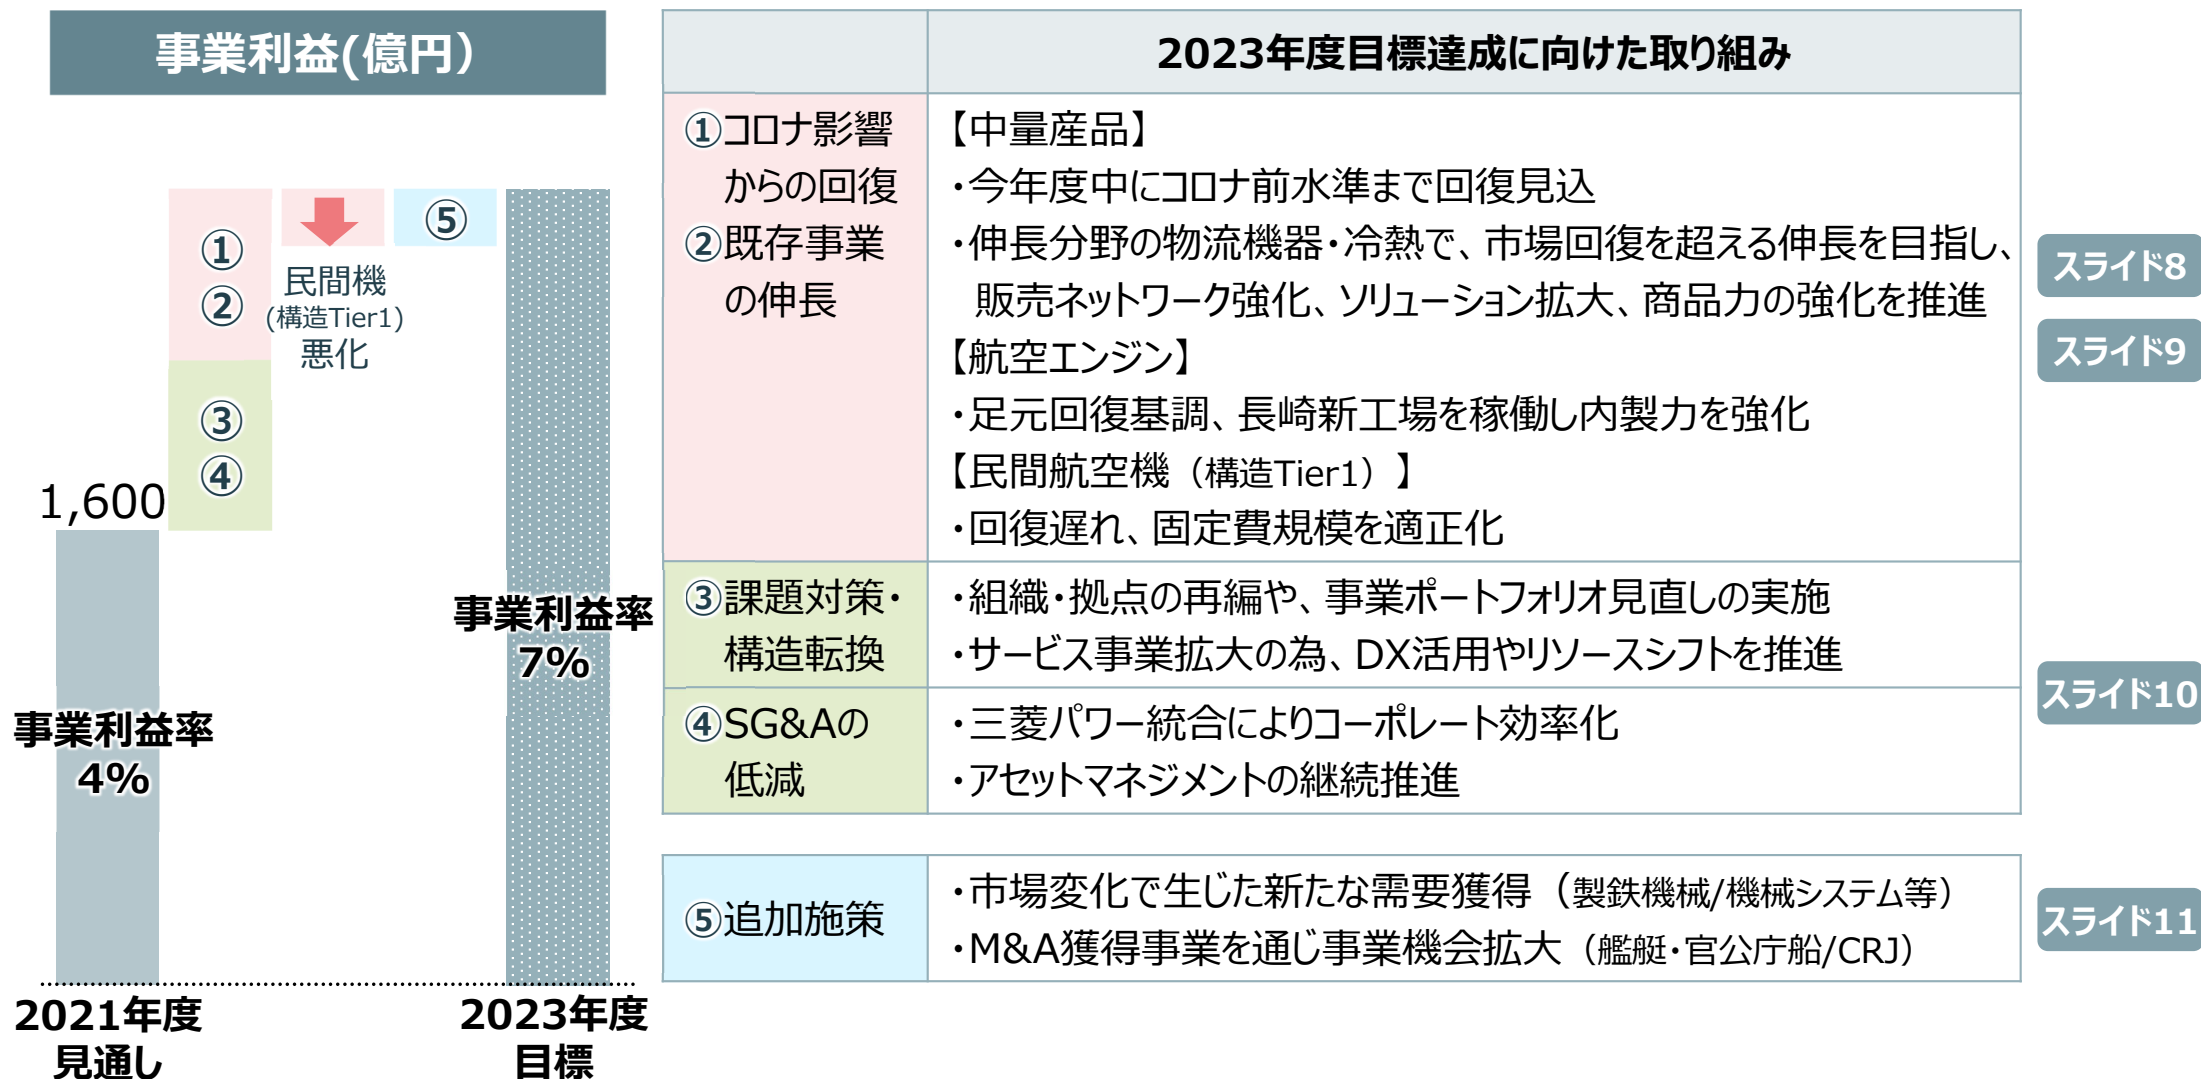 事業利益(億円）
①
②
③
④
民間機
(構造Tier1)
悪化
⑤
1,600
事業利益率
4%
事業利益率
7%
2021年度
見通し
2023年度
目標
2023年度目標達成に向けた取り組み
①コロナ影響
からの回復
②既存事業
の伸長
【中量産品】
・今年度中にコロナ前水準まで回復見込
・伸長分野の物流機器・冷熱で、市場回復を超える伸長を目指し、
販売ネットワーク強化、ソリューション拡大、商品力の強化を推進
【航空エンジン】
・足元回復基調、長崎新工場を稼働し内製力を強化
【民間航空機（構造Tier1）】
・回復遅れ、固定費規模を適正化
③課題対策・
構造転換
・組織・拠点の再編や、事業ポートフォリオ見直しの実施
・サービス事業拡大の為、DX活用やリソースシフトを推進
④SG&Aの
低減
・三菱パワー統合によりコーポレート効率化
・アセットマネジメントの継続推進
⑤追加施策
・市場変化で生じた新たな需要獲得（製鉄機械/機械システム等）
・M&A獲得事業を通じ事業機会拡大（艦艇・官公庁船/CRJ）
スライド8
スライド9
スライド10
スライド11